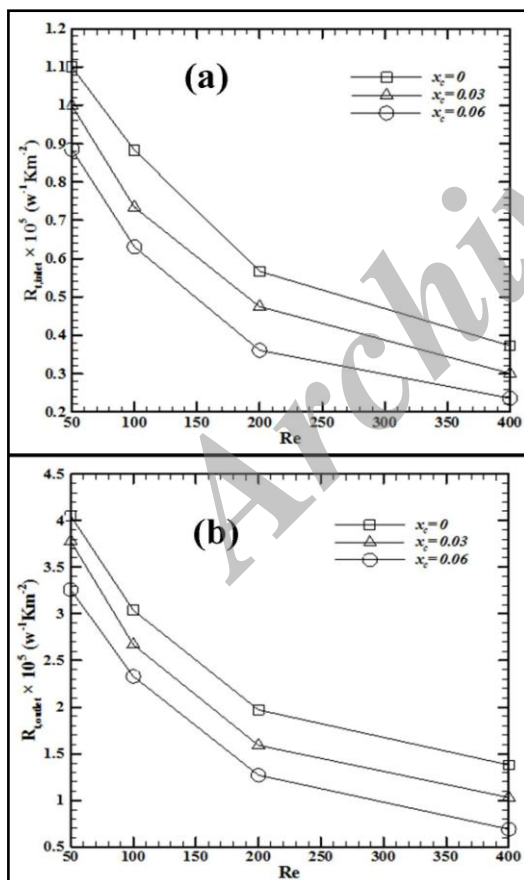 1.2
1.1
1
0.9
0.8
0.7
0.6
0.5
0.4
0.3
0.2
R_t,inlet × 10^5 (w^-1Km^-2)
(a)
x_c=0
x_c=0.03
x_c=0.06
50 100 150 200 250 300 350 400
Re
4.5
4
3.5
3
2.5
2
1.5
1
0.5
R_t,outlet × 10^5 (w^-1Km^-2)
(b)
x_c=0
x_c=0.03
x_c=0.06
50 100 150 200 250 300 350 400
Re